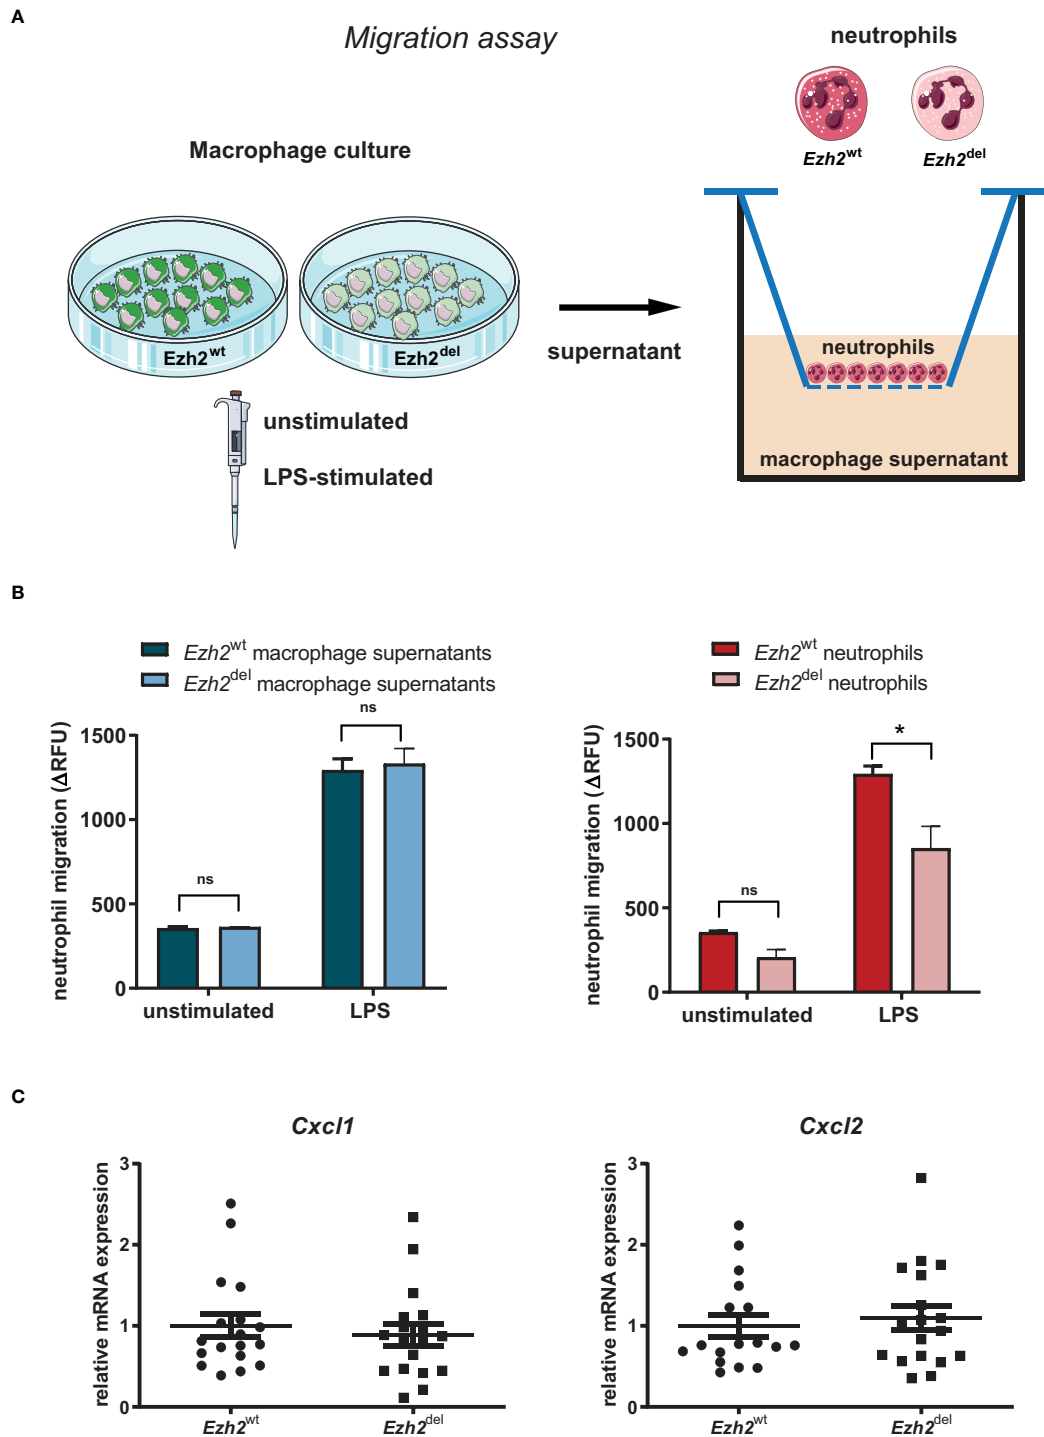 A
Migration assay
neutrophils
Ezh2wt
Ezh2del
Macrophage culture
Ezh2wt
Ezh2del
supernatant
neutrophils
macrophage supernatant
unstimulated
LPS-stimulated
B
Ezh2wt macrophage supernatants
Ezh2del macrophage supernatants
neutrophil migration (ΔRFU)
1500
1000
500
0
ns
ns
unstimulated
LPS
Ezh2wt neutrophils
Ezh2del neutrophils
neutrophil migration (ΔRFU)
1500
1000
500
0
ns
*
unstimulated
LPS
C
Cxcl1
relative mRNA expression
3
2
1
0
Ezh2wt
Ezh2del
Cxcl2
relative mRNA expression
3
2
1
0
Ezh2wt
Ezh2del